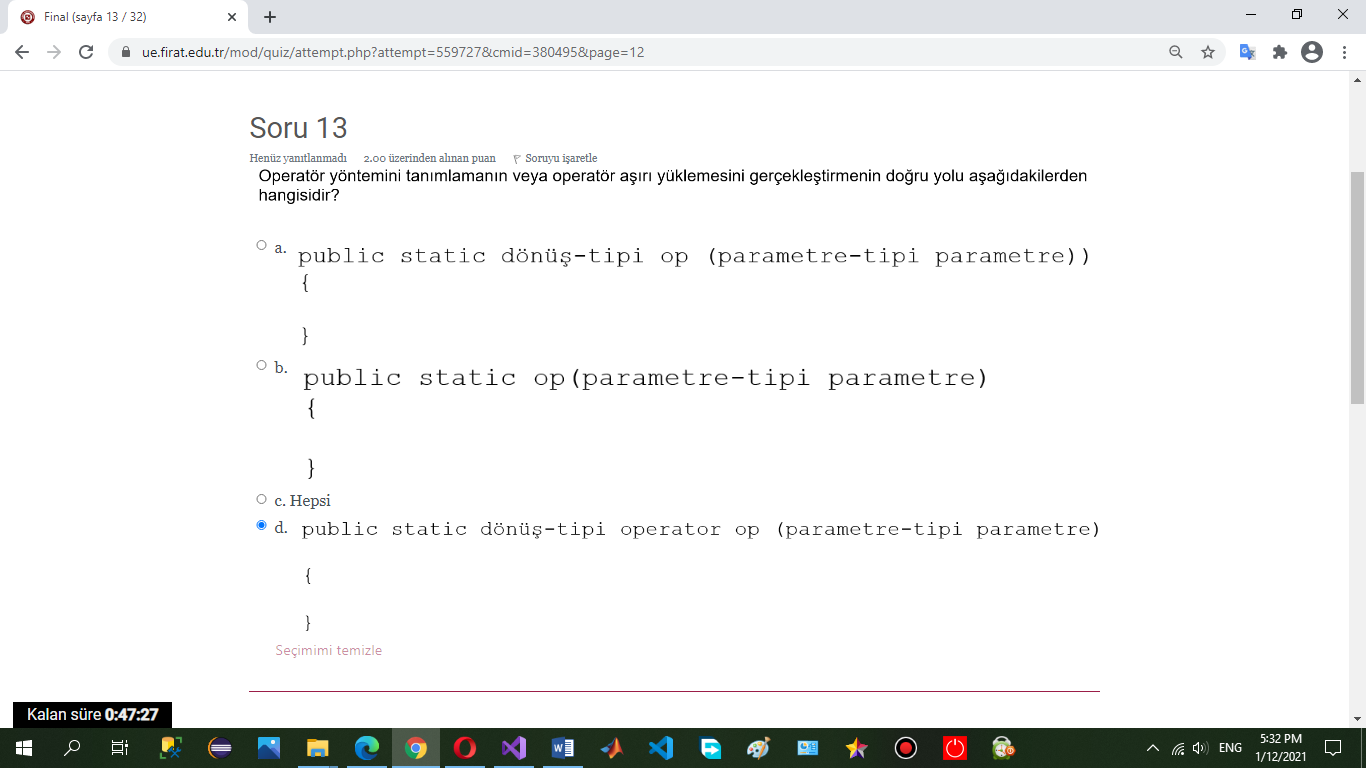 Final (sayfa 13 / 32)
ue.firat.edu.tr/mod/quiz/attempt.php?attempt=559727&cmid=380495&page=12
Soru 13
Henüz yanıtlanmadı 2.00 üzerinden alınan puan Soruyu işaretle
Operatör yöntemini tanımlamanın veya operatör aşırı yüklemesini gerçekleştirmenin doğru yolu aşağıdakilerden
hangisidir?
a. public static dönüş-tipi op (parametre-tipi parametre))
{
}
b. public static op(parametre-tipi parametre)
{
}
c. Hepsi
d. public static dönüş-tipi operator op (parametre-tipi parametre)
{
}
Seçimimi temizle
Kalan süre 0:47:27
ENG
5:32 PM
1/12/2021